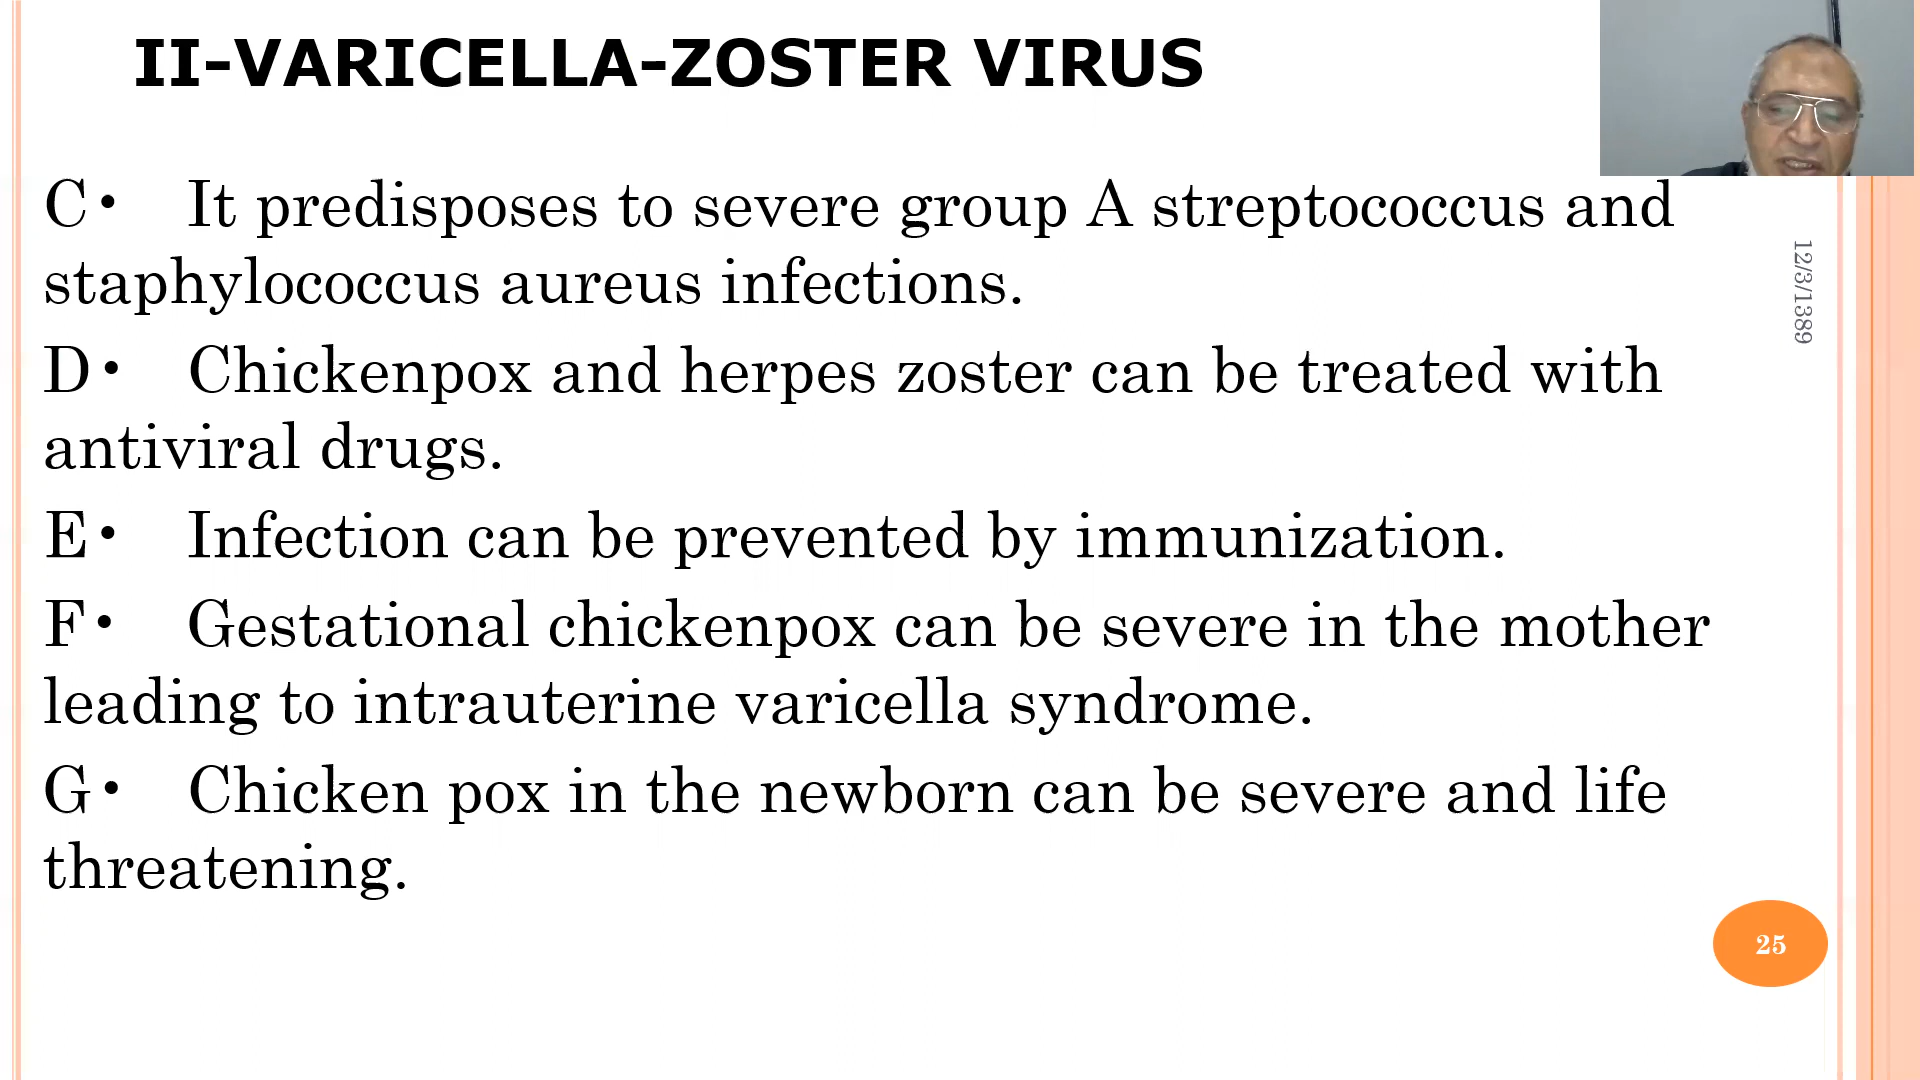 II-VARICELLA-ZOSTER VIRUS
C• It predisposes to severe group A streptococcus and
staphylococcus aureus infections.
D• Chickenpox and herpes zoster can be treated with
antiviral drugs.
E• Infection can be prevented by immunization.
F• Gestational chickenpox can be severe in the mother
leading to intrauterine varicella syndrome.
G• Chicken pox in the newborn can be severe and life
threatening.
12/3/1389
25